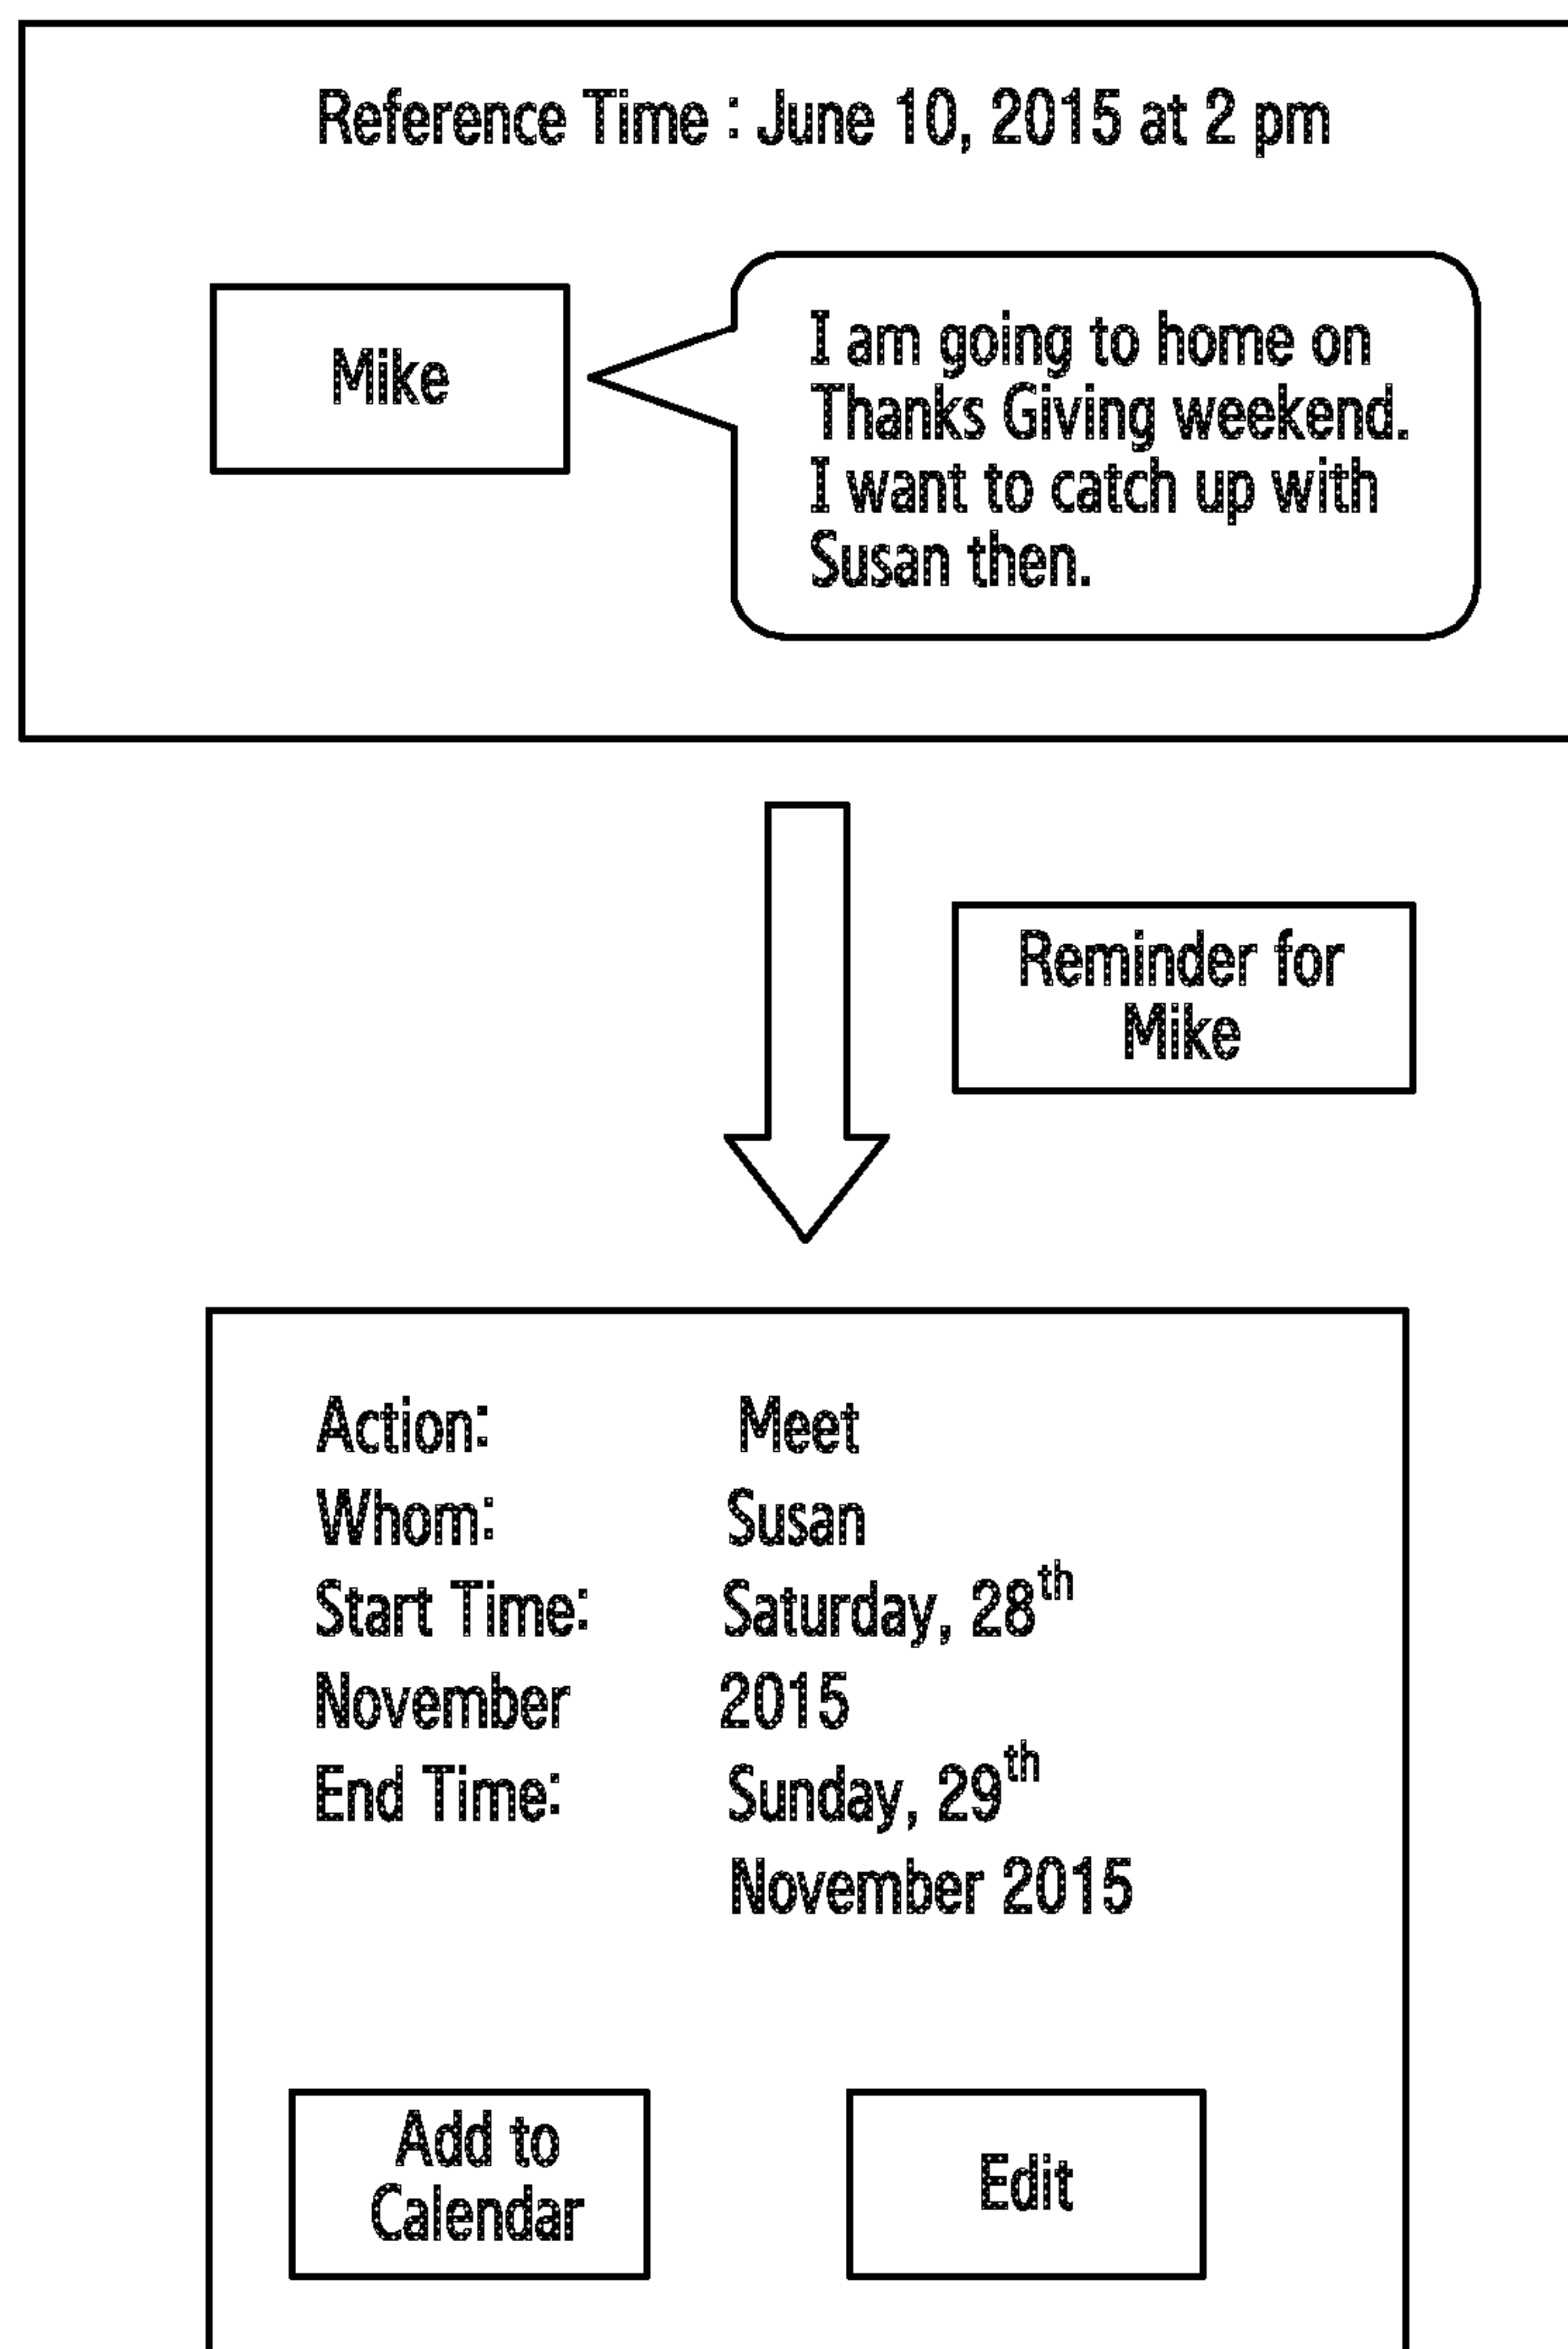 Reference Time : June 10, 2015 at 2 pm
Mike
I am going to home on
Thanks Giving weekend.
I want to catch up with
Susan then.
Reminder for
Mike
Action: Meet
Whom: Susan
Start Time: Saturday, 28th
November 2015
End Time: Sunday, 29th
November 2015
Add to
Calendar
Edit